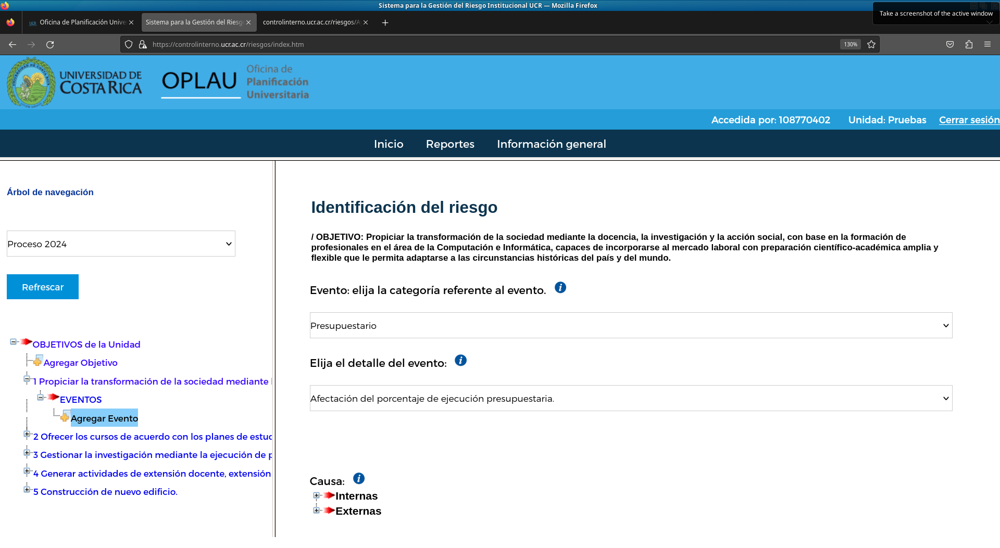 Sistema para la Gestión del Riesgo Institucional UCR — Mozilla Firefox
Take a screenshot of the active window
Oficina de Planificación Unive
Sistema para la Gestión del Riesg
controlinterno.ucr.ac.cr/riesgos/A
https://controlinterno.ucr.ac.cr/riesgos/index.htm
130%
UNIVERSIDAD DE
COSTA RICA
OPLAU
Oficina de
Planificación
Universitaria
Accedida por: 108770402 Unidad: Pruebas Cerrar sesión
Inicio Reportes Información general
Árbol de navegación
Proceso 2024
Refrescar
OBJETIVOS de la Unidad
Agregar Objetivo
1 Propiciar la transformación de la sociedad mediante
EVENTOS
Agregar Evento
2 Ofrecer los cursos de acuerdo con los planes de estuc
3 Gestionar la investigación mediante la ejecución de p
4 Generar actividades de extensión docente, extensión
5 Construcción de nuevo edificio.
Identificación del riesgo
/ OBJETIVO: Propiciar la transformación de la sociedad mediante la docencia, la investigación y la acción social, con base en la formación de
profesionales en el área de la Computación e Informática, capaces de incorporarse al mercado laboral con preparación científico-académica amplia y
flexible que le permita adaptarse a las circunstancias históricas del país y del mundo.
Evento: elija la categoría referente al evento.
Presupuestario
Elija el detalle del evento:
Afectación del porcentaje de ejecución presupuestaria.
Causa:
Internas
Externas